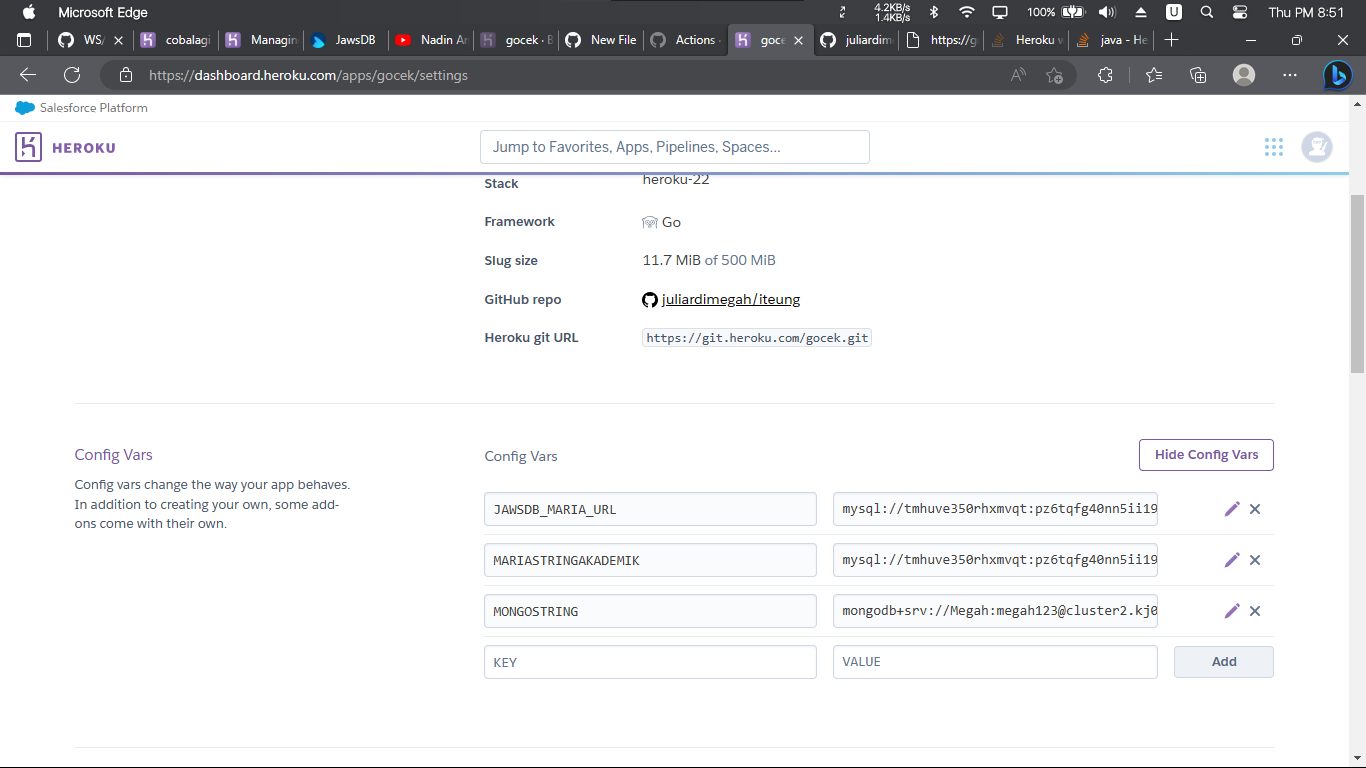 Microsoft Edge
4.2KB/s
1.4KB/s
100%
U
Thu PM 8:51
WS/
cobalagi
Managin
JawsDB
Nadin Ar
gocek · B
New File
Actions ·
goce
juliardim
https://g
Heroku v
java - He
https://dashboard.heroku.com/apps/gocek/settings
Salesforce Platform
HEROKU
Jump to Favorites, Apps, Pipelines, Spaces...
Stack
heroku-22
Framework
Go
Slug size
11.7 MiB of 500 MiB
GitHub repo
juliardimegah/iteung
Heroku git URL
https://git.heroku.com/gocek.git
Config Vars
Config vars change the way your app behaves.
In addition to creating your own, some add-
ons come with their own.
Config Vars
Hide Config Vars
JAWSDB_MARIA_URL
mysql://tmhuve350rhxmvqt:pz6tqfg40nn5ii19
MARIASTRINGAKADEMIK
mysql://tmhuve350rhxmvqt:pz6tqfg40nn5ii19
MONGOSTRING
mongodb+srv://Megah:megah123@cluster2.kj0
KEY
VALUE
Add